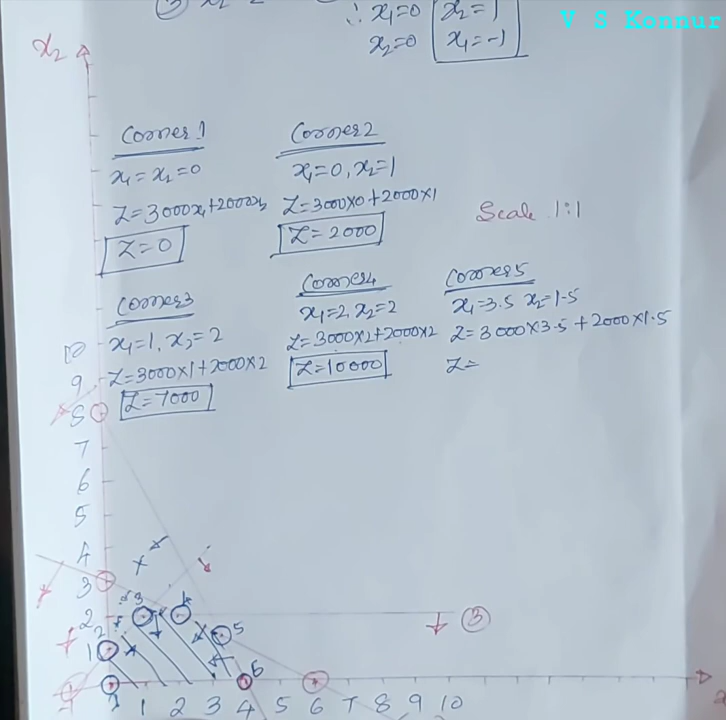 V S Konnur
∴ x₁=0 x₂=1
x₂=0 x₁=-1
x₂
Corner 1
x₁=x₂=0
Z=3000x₁+2000x₂
Z=0
Corner 2
x₁=0, x₂=1
Z=3000×0+2000×1
Z=2000
Scale 1:1
Corner 3
x₁=1, x₂=2
Z=3000×1+2000×2
Z=7000
Corner 4
x₁=2, x₂=2
Z=3000×2+2000×2
Z=10000
Corner 5
x₁=3.5 x₂=1.5
Z=3000×3.5+2000×1.5
Z=
10
9
8
7
6
5
4
3
2
1
3
5
2
6
3
1 2 3 4 5 6 7 8 9 10